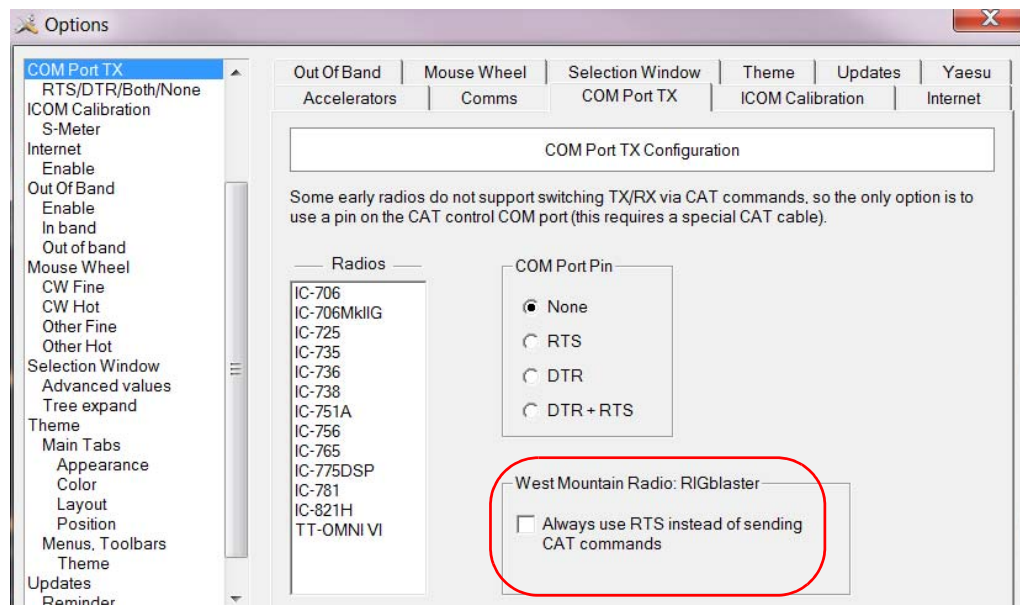 Options
COM Port TX
RTS/DTR/Both/None
ICOM Calibration
S-Meter
Internet
Enable
Out Of Band
Enable
In band
Out of band
Mouse Wheel
CW Fine
CW Hot
Other Fine
Other Hot
Selection Window
Advanced values
Tree expand
Theme
Main Tabs
Appearance
Color
Layout
Position
Menus, Toolbars
Theme
Updates
Reminder
Out Of Band Mouse Wheel Selection Window Theme Updates Yaesu
Accelerators Comms COM Port TX ICOM Calibration Internet
COM Port TX Configuration
Some early radios do not support switching TX/RX via CAT commands, so the only option is to
use a pin on the CAT control COM port (this requires a special CAT cable).
Radios
IC-706
IC-706MkIIG
IC-725
IC-735
IC-736
IC-738
IC-751A
IC-756
IC-765
IC-775DSP
IC-781
IC-821H
TT-OMNI VI
COM Port Pin
None
RTS
DTR
DTR + RTS
West Mountain Radio: RIGblaster
Always use RTS instead of sending
CAT commands